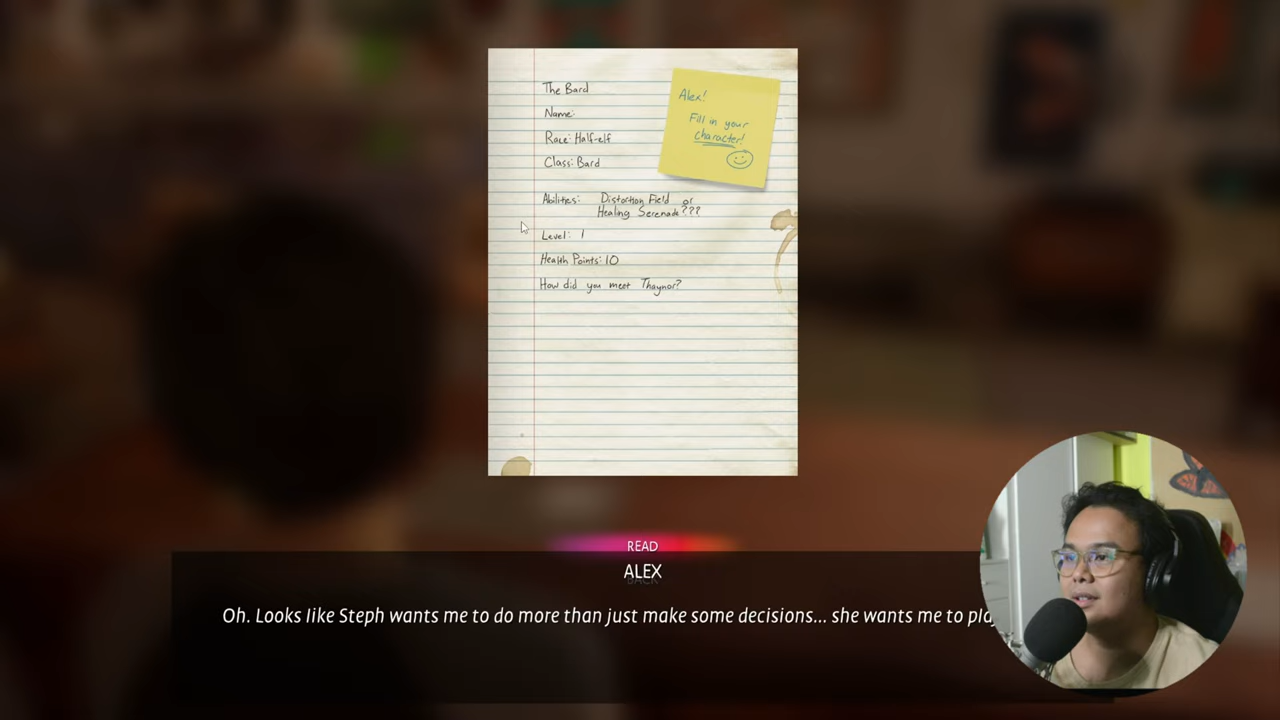 The Bard
Name:
Race: Half-elf
Class: Bard
Abilities: Distortion Field or
Healing Serenade???
Level: 1
Health Points: 10
How did you meet Thaynor?
Alex!
Fill in your
character!
READ
ALEX
BACK
Oh. Looks like Steph wants me to do more than just make some decisions... she wants me to